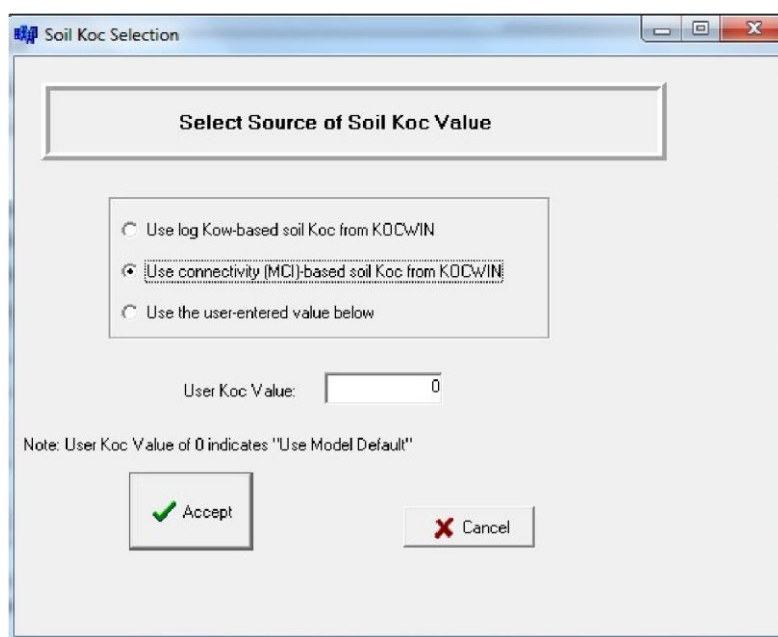 Soil Koc Selection
Select Source of Soil Koc Value
Use log Kow-based soil Koc from KOCWIN
Use connectivity (MCI)-based soil Koc from KOCWIN
Use the user-entered value below
User Koc Value: 0
Note: User Koc Value of 0 indicates "Use Model Default"
Accept
Cancel